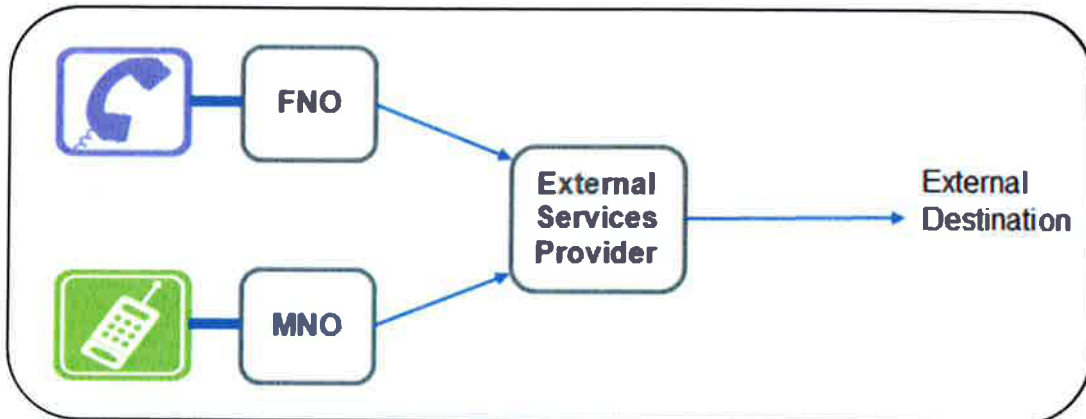 FNO
External
Services
Provider
External
Destination
MNO